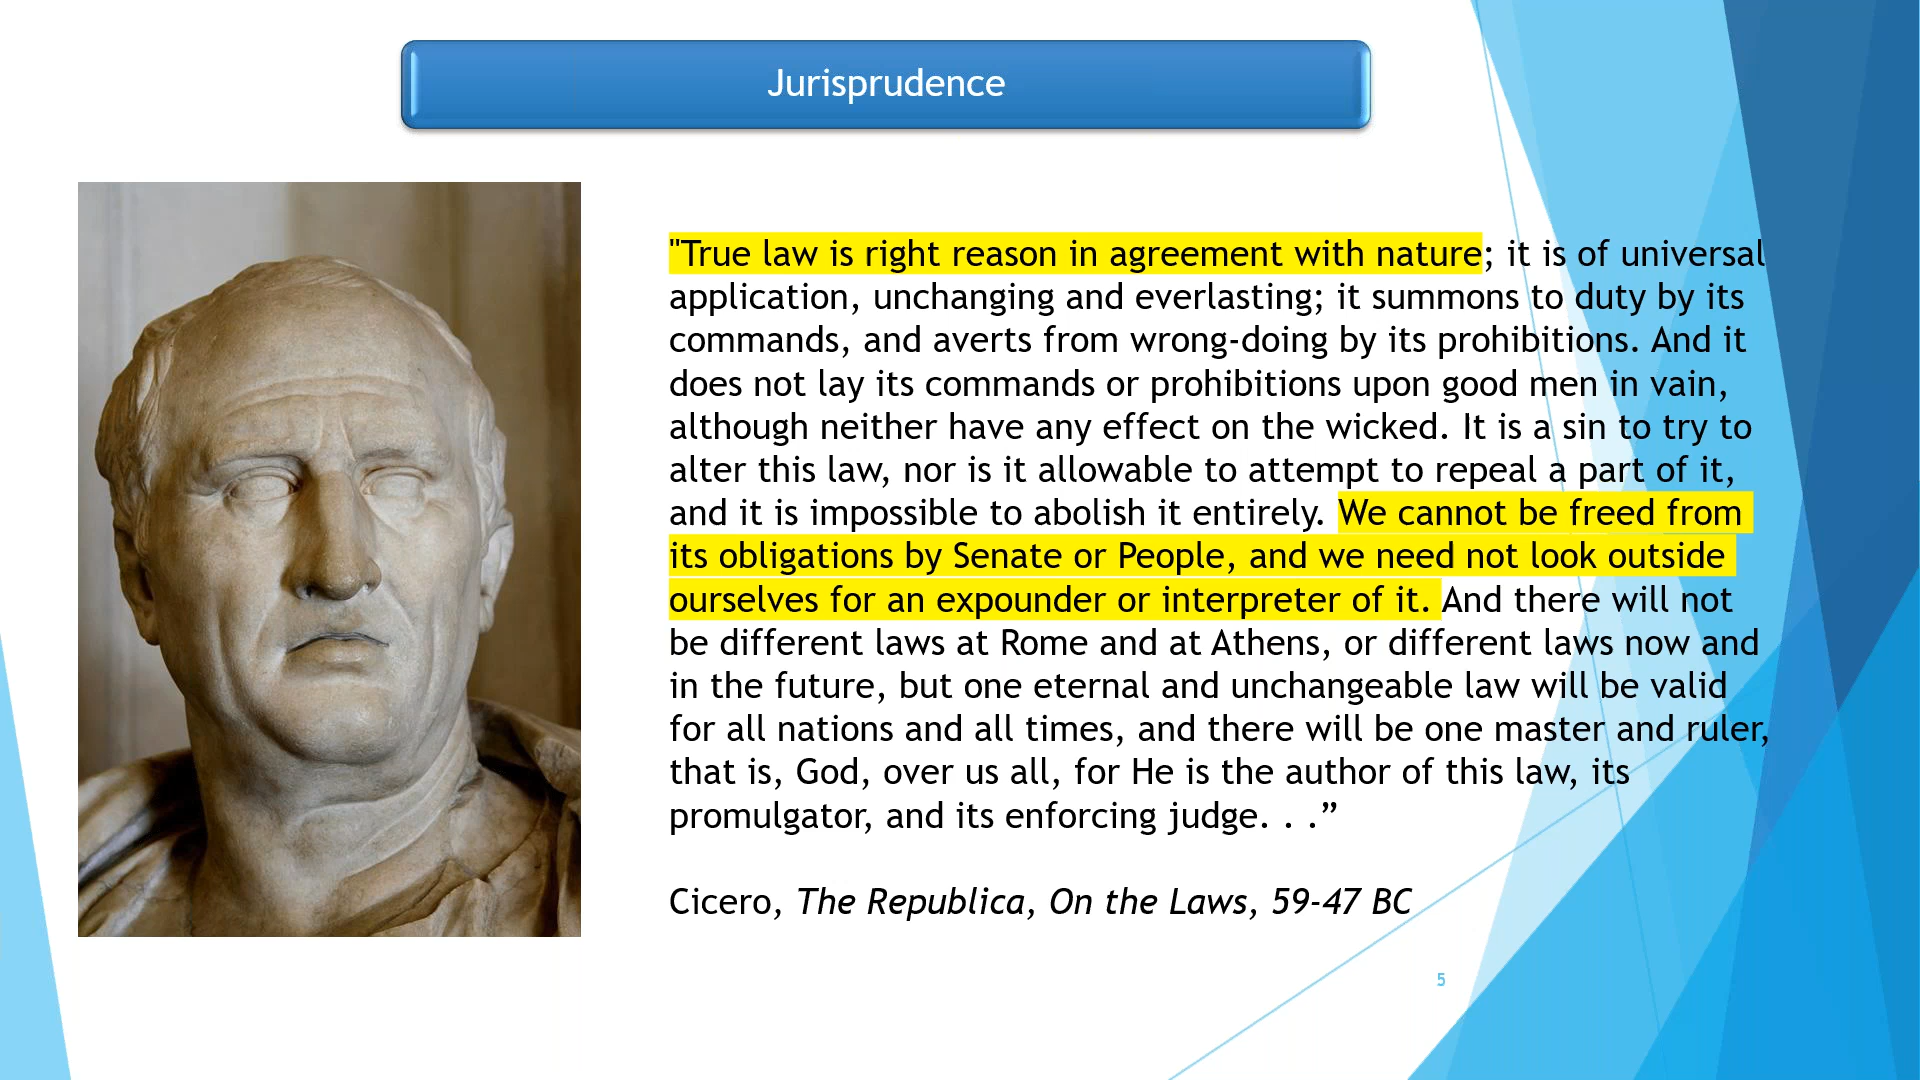 Jurisprudence
"True law is right reason in agreement with nature; it is of universal
application, unchanging and everlasting; it summons to duty by its
commands, and averts from wrong-doing by its prohibitions. And it
does not lay its commands or prohibitions upon good men in vain,
although neither have any effect on the wicked. It is a sin to try to
alter this law, nor is it allowable to attempt to repeal a part of it,
and it is impossible to abolish it entirely. We cannot be freed from
its obligations by Senate or People, and we need not look outside
ourselves for an expounder or interpreter of it. And there will not
be different laws at Rome and at Athens, or different laws now and
in the future, but one eternal and unchangeable law will be valid
for all nations and all times, and there will be one master and ruler,
that is, God, over us all, for He is the author of this law, its
promulgator, and its enforcing judge. . .”
Cicero, The Republica, On the Laws, 59-47 BC
5